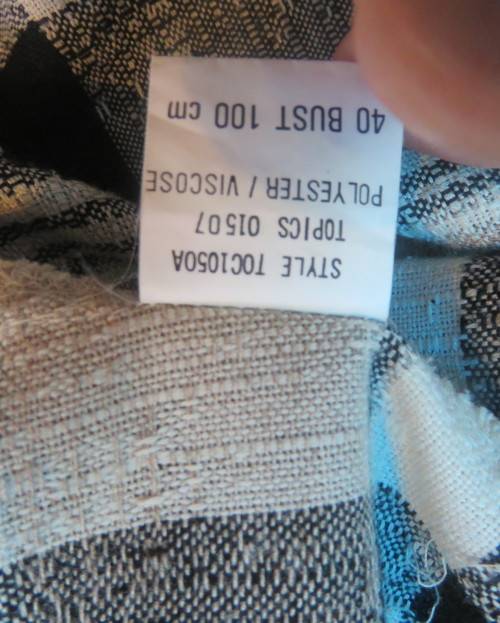 STYLE TOC1050A
TOPICS 01507
POLYESTER / VISCOSE
40 BUST 100 cm